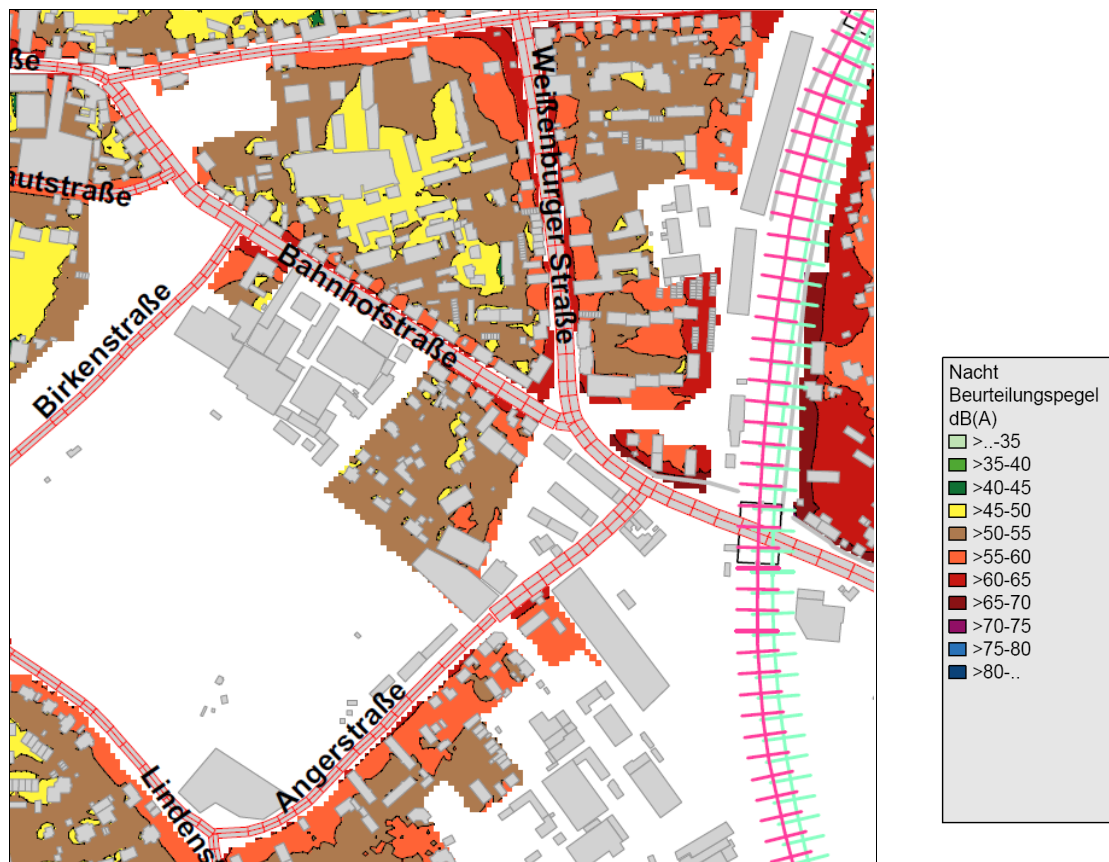 ße
autstraße
Weißenburger Straße
Bahnhofstraße
Birkenstraße
Angerstraße
Lindens
Nacht
Beurteilungspegel
dB(A)
>..-35
>35-40
>40-45
>45-50
>50-55
>55-60
>60-65
>65-70
>70-75
>75-80
>80-..